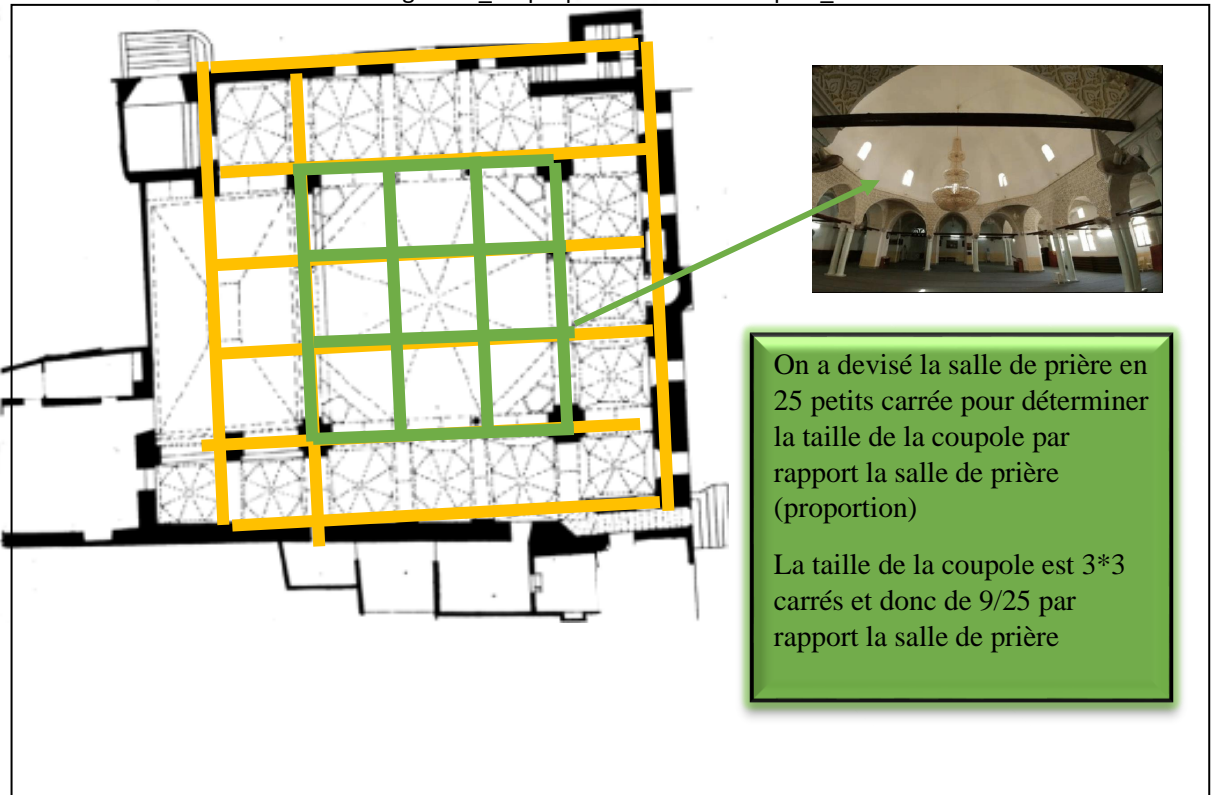 On a devisé la salle de prière en
25 petits carrée pour déterminer
la taille de la coupole par
rapport la salle de prière
(proportion)
La taille de la coupole est 3*3
carrés et donc de 9/25 par
rapport la salle de prière